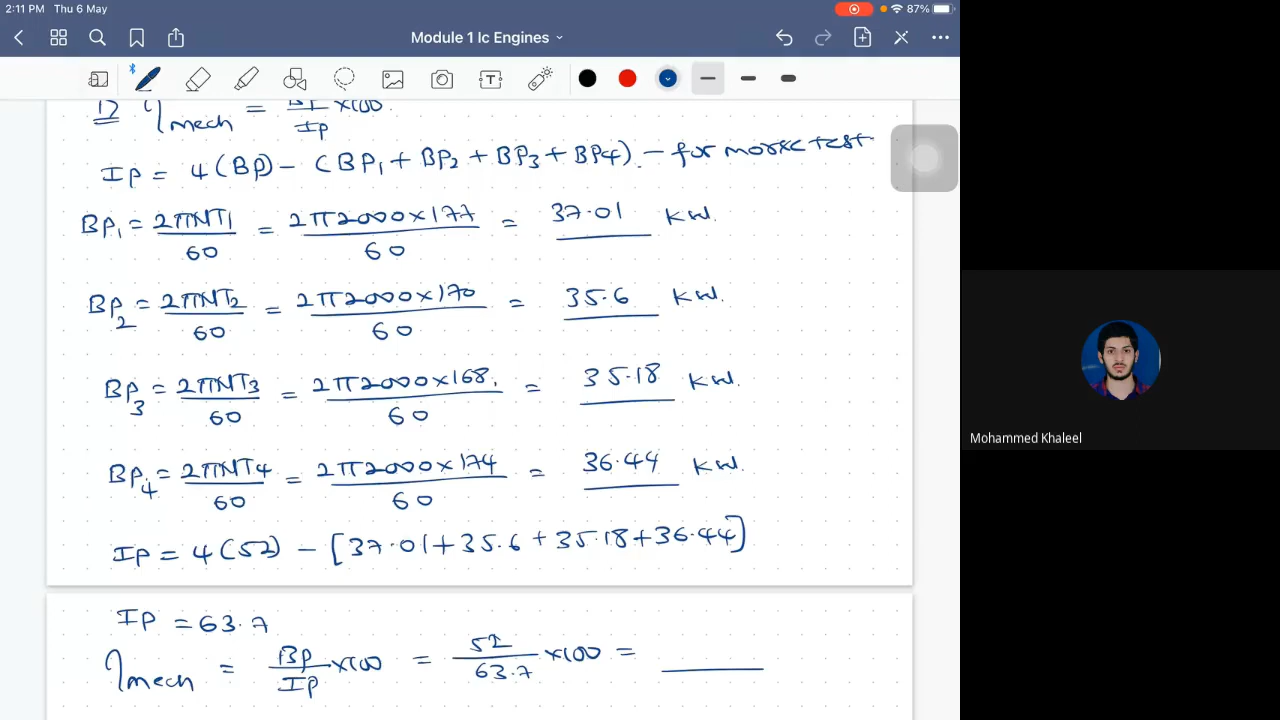 2:11 PM Thu 6 May
87%
Module 1 Ic Engines
1) η mech = BP/IP ×100.
IP = 4(BP) - (BP1 + BP2 + BP3 + BP4) - for morse test
BP1 = 2πNT1/60 = 2π2000×177/60 = 37.01 kw.
BP2 = 2πNT2/60 = 2π2000×170/60 = 35.6 kw.
BP3 = 2πNT3/60 = 2π2000×168/60 = 35.18 kw.
BP4 = 2πNT4/60 = 2π2000×174/60 = 36.44 kw.
IP = 4(52) - [37.01+35.6+35.18+36.44]
IP = 63.7
η mech = BP/IP ×100 = 52/63.7 ×100 =
Mohammed Khaleel